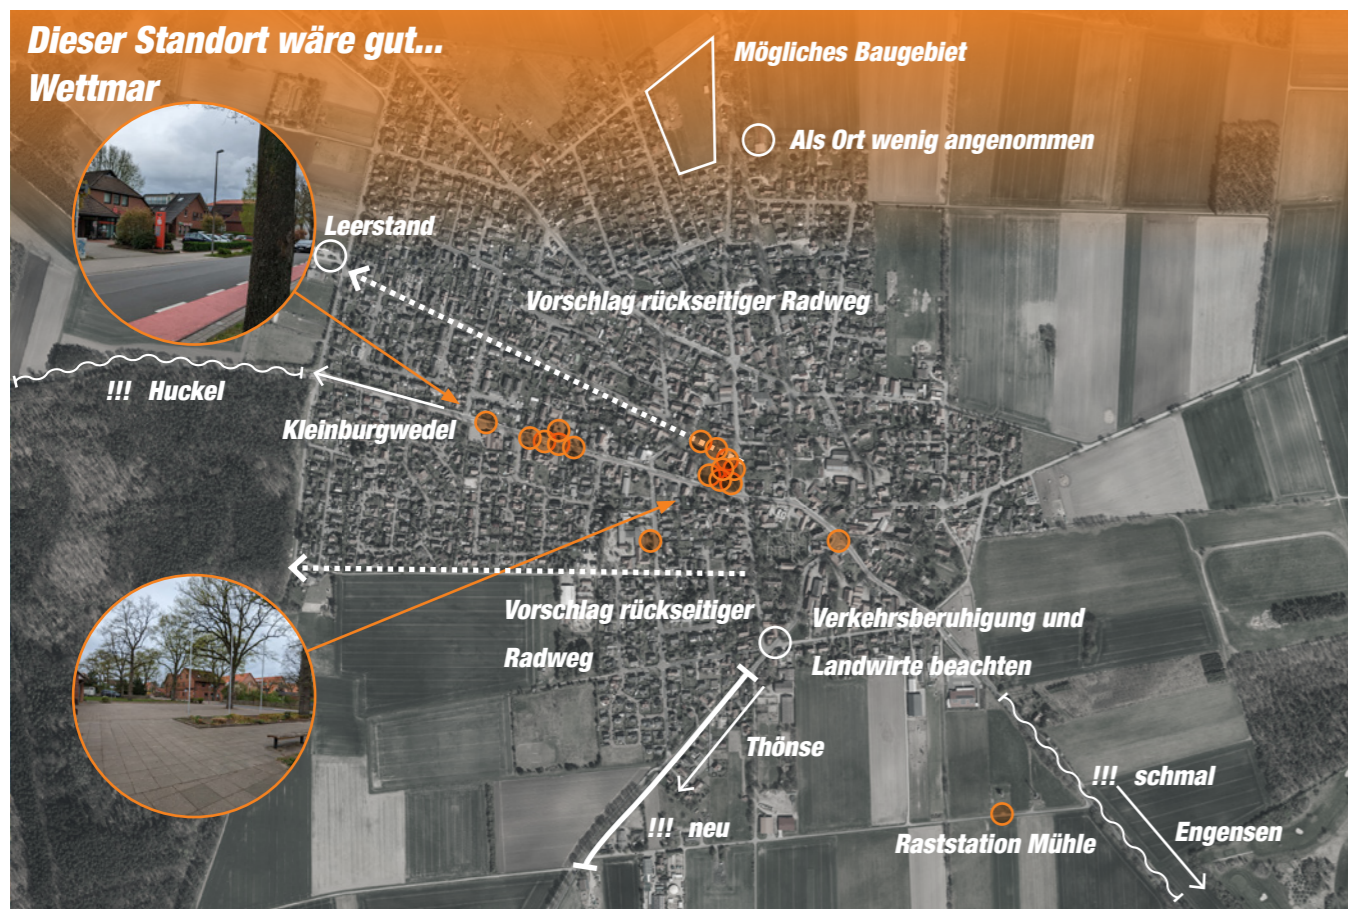 Dieser Standort wäre gut...
Wettmar
Mögliches Baugebiet
Als Ort wenig angenommen
Leerstand
Vorschlag rückseitiger Radweg
!!! Huckel
Kleinburgwedel
Vorschlag rückseitiger
Radweg
Verkehrsberuhigung und
Landwirte beachten
Thönse
!!! neu
!!! schmal
Engensen
Raststation Mühle